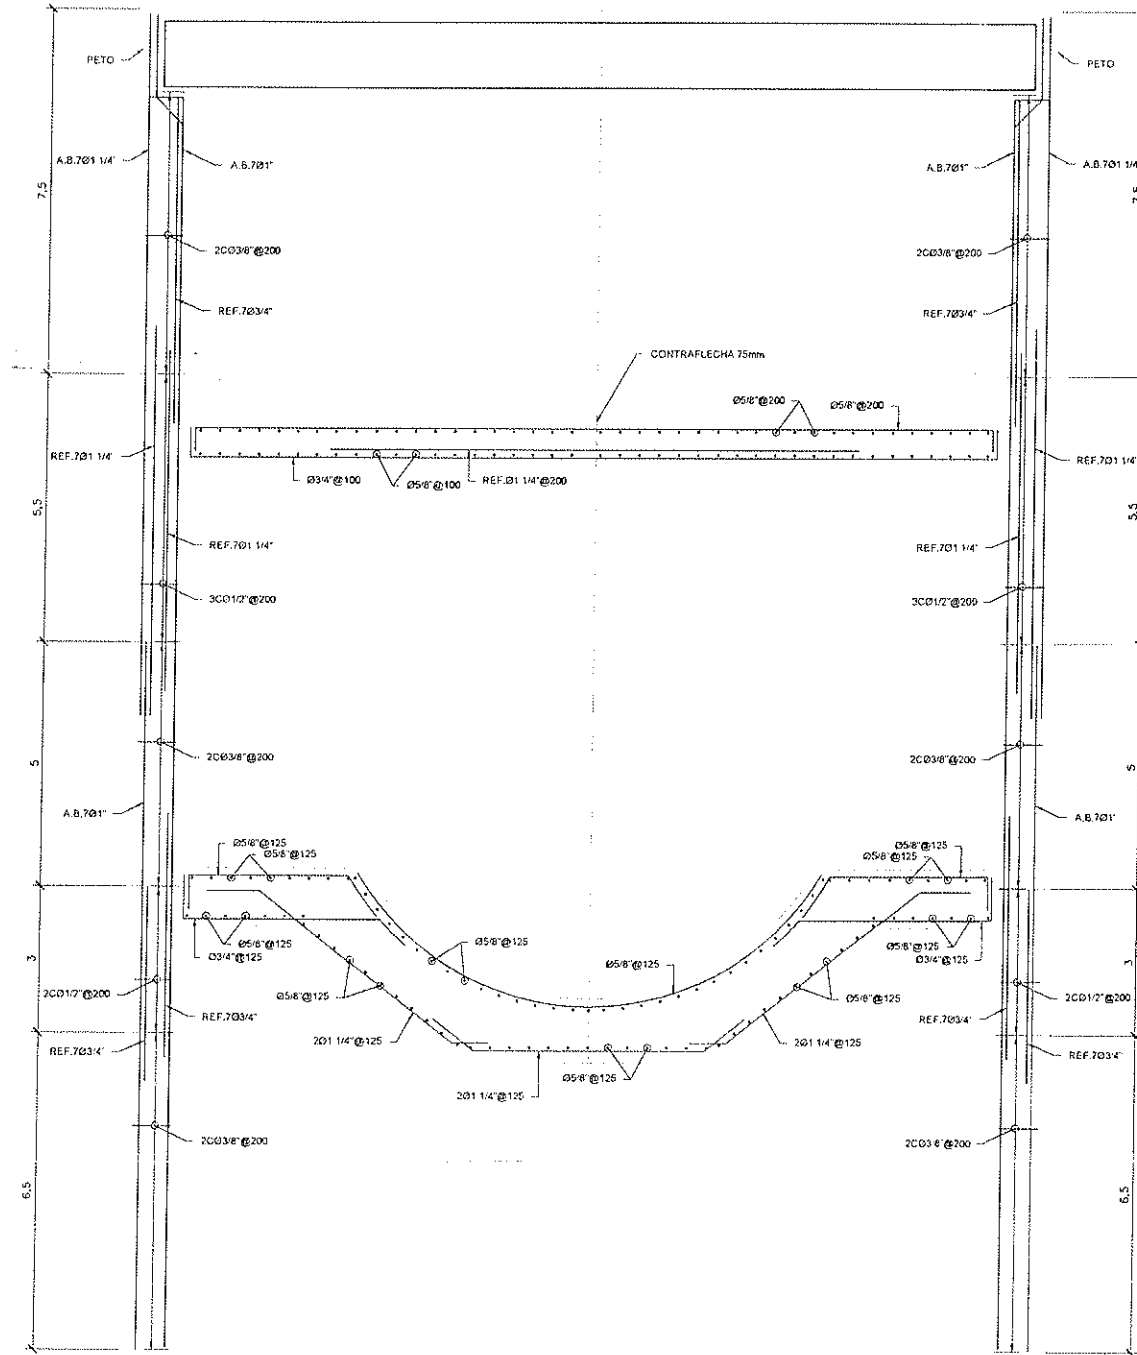 PETO
PETO
A.B.7Ø1 1/4"
A.B.7Ø1"
A.B.7Ø1"
A.B.7Ø1 1/4"
7,5
7,5
2CØ3/8"@200
2CØ3/8"@200
REF.7Ø3/4"
REF.7Ø3/4"
CONTRAFLECHA 75mm
Ø5/8"@200
Ø5/8"@200
REF.7Ø1 1/4"
REF.7Ø1 1/4"
Ø3/4"@100
Ø5/8"@100
REF.Ø1 1/4"@200
5,5
5,5
REF.7Ø1 1/4"
REF.7Ø1 1/4"
3CØ1/2"@200
3CØ1/2"@200
2CØ3/8"@200
2CØ3/8"@200
5
5
A.B.7Ø1"
A.B.7Ø1"
Ø5/8"@125
Ø5/8"@125
Ø5/8"@125
Ø5/8"@125
Ø5/8"@125
Ø3/4"@125
Ø5/8"@125
Ø5/8"@125
Ø5/8"@125
Ø3/4"@125
3
3
2CØ1/2"@200
Ø5/8"@125
Ø5/8"@125
2CØ1/2"@200
REF.7Ø3/4"
REF.7Ø3/4"
2Ø1 1/4"@125
2Ø1 1/4"@125
REF.7Ø3/4"
REF.7Ø3/4"
Ø5/8"@125
2Ø1 1/4"@125
2CØ3/8"@200
2CØ3/8"@200
6,5
6,5